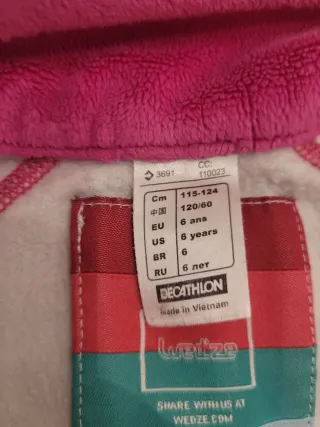 3691
CC:
110023
Cm 115-124
中国 120/60
EU 6 ans
US 6 years
BR 6
RU 6 лет
DECATHLON
Made in Vietnam
wedze
SHARE WITH US AT
WEDZE.COM